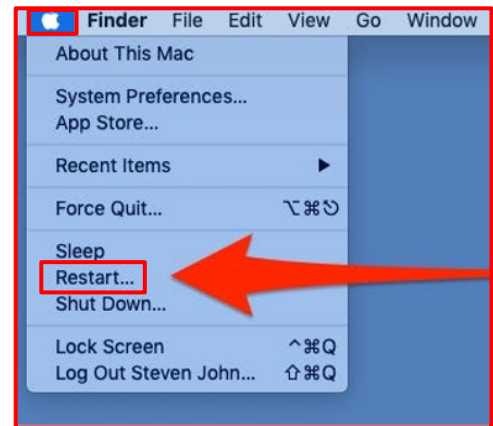 Finder File Edit View Go Window
About This Mac
System Preferences...
App Store...
Recent Items ▶
Force Quit... ⌥⌘⎋
Sleep
Restart...
Shut Down...
Lock Screen ^⌘Q
Log Out Steven John... ⇧⌘Q